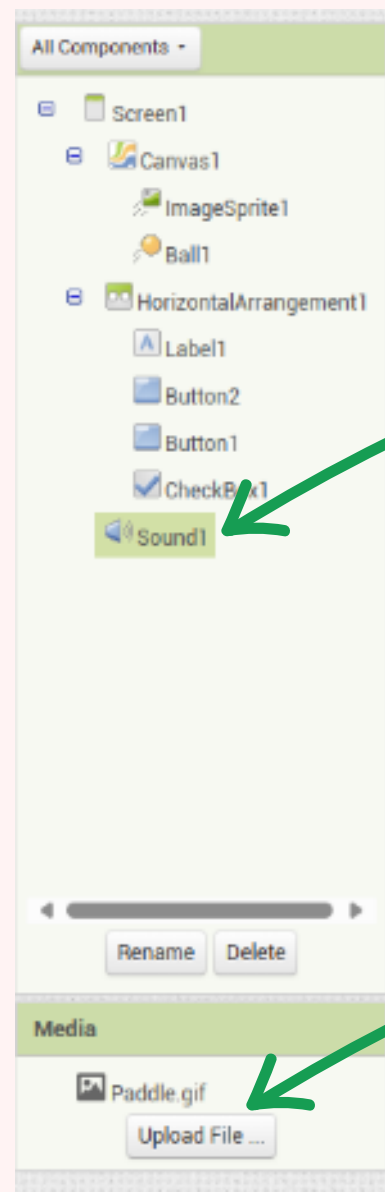 All Components
Screen1
Canvas1
ImageSprite1
Ball1
HorizontalArrangement1
Label1
Button2
Button1
CheckBox1
Sound1
Rename Delete
Media
Paddle.gif
Upload File ...